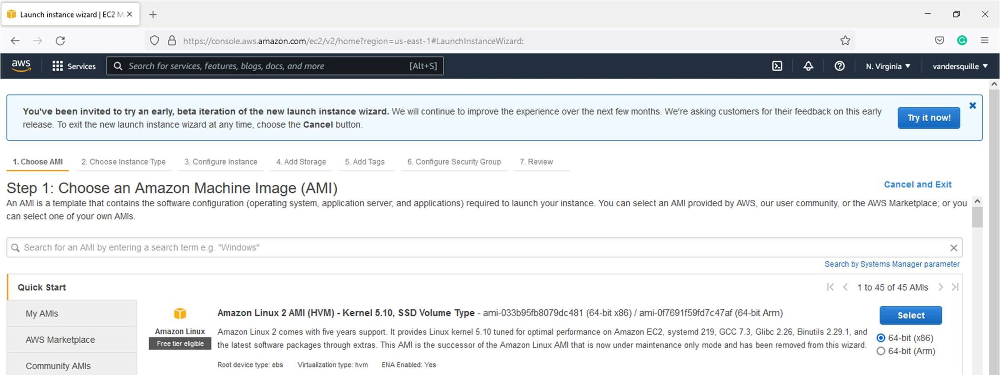 Launch instance wizard | EC2 M
https://console.aws.amazon.com/ec2/v2/home?region=us-east-1#LaunchInstanceWizard:
aws Services Search for services, features, blogs, docs, and more [Alt+S] N. Virginia vandersquille
You've been invited to try an early, beta iteration of the new launch instance wizard. We will continue to improve the experience over the next few months. We're asking customers for their feedback on this early
release. To exit the new launch instance wizard at any time, choose the Cancel button.
Try it now!
1. Choose AMI 2. Choose Instance Type 3. Configure Instance 4. Add Storage 5. Add Tags 6. Configure Security Group 7. Review
Step 1: Choose an Amazon Machine Image (AMI)
Cancel and Exit
An AMI is a template that contains the software configuration (operating system, application server, and applications) required to launch your instance. You can select an AMI provided by AWS, our user community, or the AWS Marketplace; or you
can select one of your own AMIs.
Search for an AMI by entering a search term e.g. "Windows"
Search by Systems Manager parameter
Quick Start
1 to 45 of 45 AMIs
My AMIs
AWS Marketplace
Community AMIs
Amazon Linux
Free tier eligible
Amazon Linux 2 AMI (HVM) - Kernel 5.10, SSD Volume Type - ami-033b95fb8079dc481 (64-bit x86) / ami-0f7691f59fd7c47af (64-bit Arm)
Amazon Linux 2 comes with five years support. It provides Linux kernel 5.10 tuned for optimal performance on Amazon EC2, systemd 219, GCC 7.3, Glibc 2.26, Binutils 2.29.1, and
the latest software packages through extras. This AMI is the successor of the Amazon Linux AMI that is now under maintenance only mode and has been removed from this wizard.
Root device type: ebs Virtualization type: hvm ENA Enabled: Yes
Select
64-bit (x86)
64-bit (Arm)